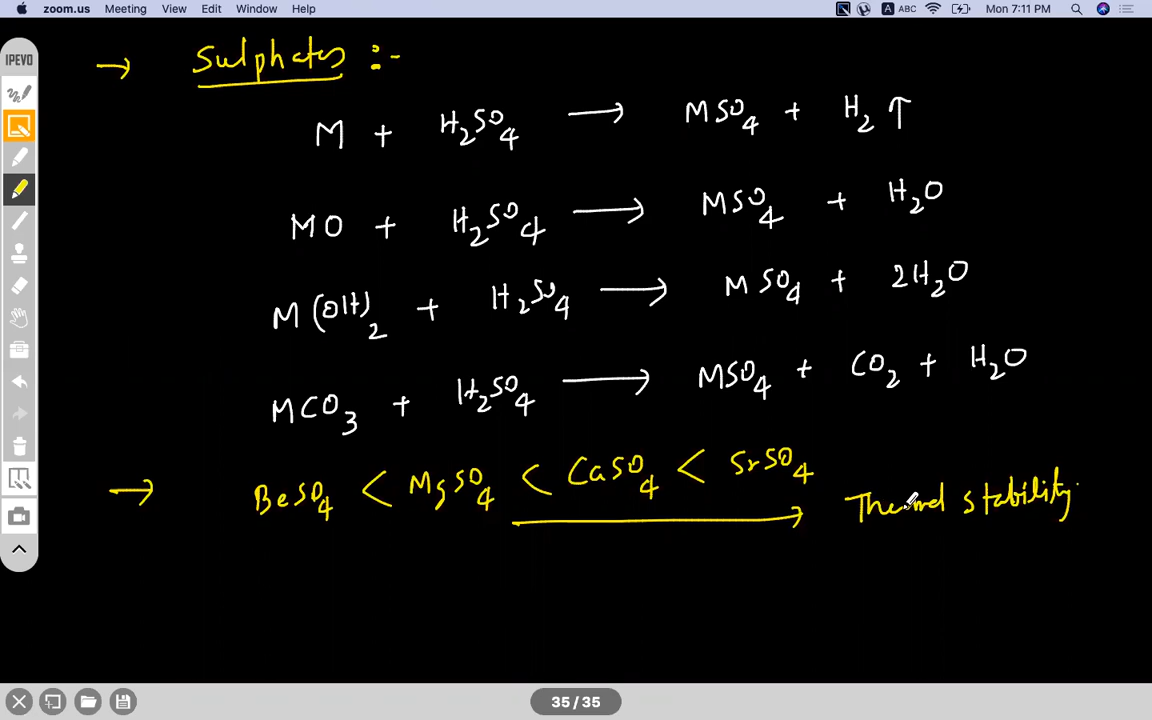 zoom.us Meeting View Edit Window Help A ABC Mon 7:11 PM
IPEVO
→ Sulphates :-
M + H₂SO₄ → MSO₄ + H₂ ↑
MO + H₂SO₄ → MSO₄ + H₂O
M(OH)₂ + H₂SO₄ → MSO₄ + 2H₂O
MCO₃ + H₂SO₄ → MSO₄ + CO₂ + H₂O
→ BeSO₄ < MgSO₄ < CaSO₄ < SrSO₄ → Thermal stability
35/35